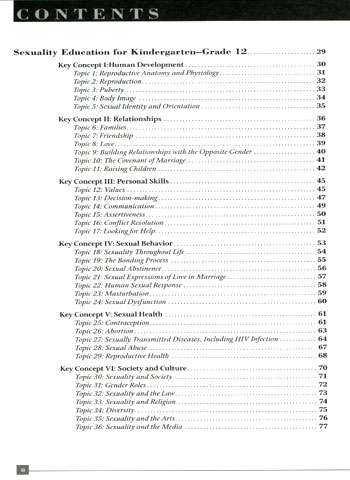 CONTENTS
Sexuality Education for Kindergarten–Grade 12 29
Key Concept I:Human Development 30
Topic 1: Reproductive Anatomy and Physiology 31
Topic 2: Reproduction 32
Topic 3: Puberty 33
Topic 4: Body Image 34
Topic 5: Sexual Identity and Orientation 35
Key Concept II: Relationships 36
Topic 6: Families 37
Topic 7: Friendship 38
Topic 8: Love 39
Topic 9: Building Relationships with the Opposite Gender 40
Topic 10: The Covenant of Marriage 41
Topic 11: Raising Children 42
Key Concept III: Personal Skills 45
Topic 12: Values 45
Topic 13: Decision-making 47
Topic 14: Communication 49
Topic 15: Assertiveness 50
Topic 16: Conflict Resolution 51
Topic 17: Looking for Help 52
Key Concept IV: Sexual Behavior 53
Topic 18: Sexuality Throughout Life 54
Topic 19: The Bonding Process 55
Topic 20: Sexual Abstinence 56
Topic 21: Sexual Expressions of Love in Marriage 57
Topic 22: Human Sexual Response 58
Topic 23: Masturbation 59
Topic 24: Sexual Dysfunction 60
Key Concept V: Sexual Health 61
Topic 25: Contraception 61
Topic 26: Abortion 63
Topic 27: Sexually Transmitted Diseases, Including HIV Infection 64
Topic 28: Sexual Abuse 67
Topic 29: Reproductive Health 68
Key Concept VI: Society and Culture 70
Topic 30: Sexuality and Society 71
Topic 31: Gender Roles 72
Topic 32: Sexuality and the Law 73
Topic 33: Sexuality and Religion 74
Topic 34: Diversity 75
Topic 35: Sexuality and the Arts 76
Topic 36: Sexuality and the Media 77